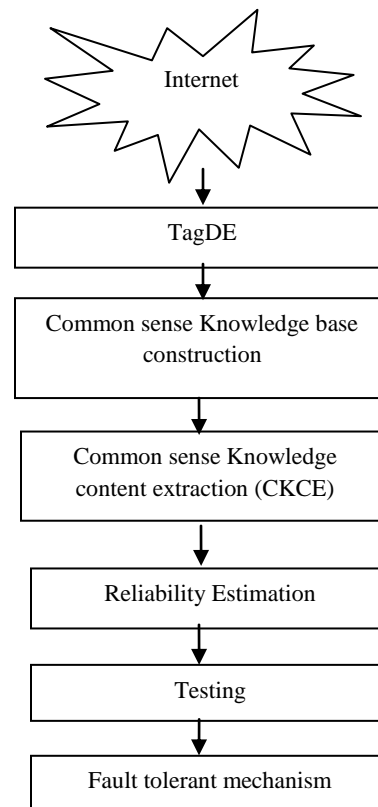 Internet
TagDE
Common sense Knowledge base
construction
Common sense Knowledge
content extraction (CKCE)
Reliability Estimation
Testing
Fault tolerant mechanism